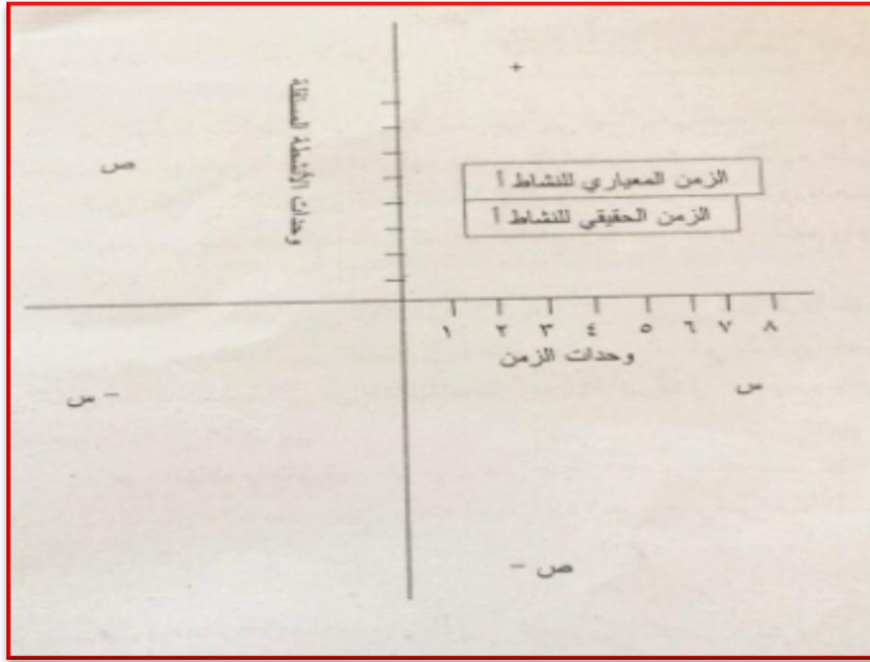 +
وحدات الأنشطة المستقلة
ص
الزمن المعياري للنشاط أ
الزمن الحقيقي للنشاط أ
١ ٢ ٣ ٤ ٥ ٦ ٧ ٨
وحدات الزمن
س
– س
ص –